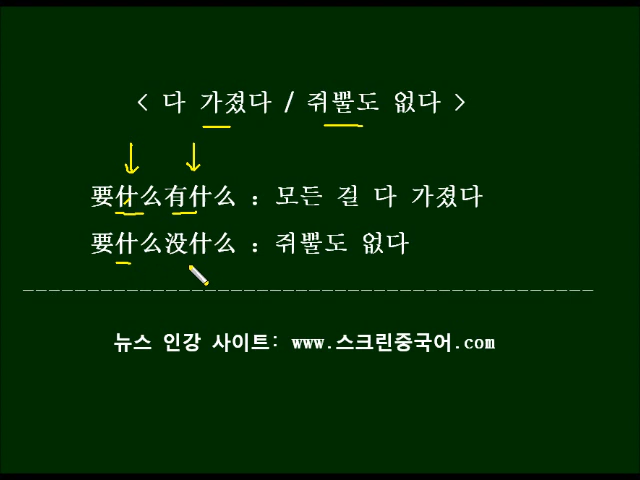 < 다 가졌다 / 쥐뿔도 없다 >
要什么有什么 : 모든 걸 다 가졌다
要什么没什么 : 쥐뿔도 없다
뉴스 인강 사이트: www.스크린중국어.com